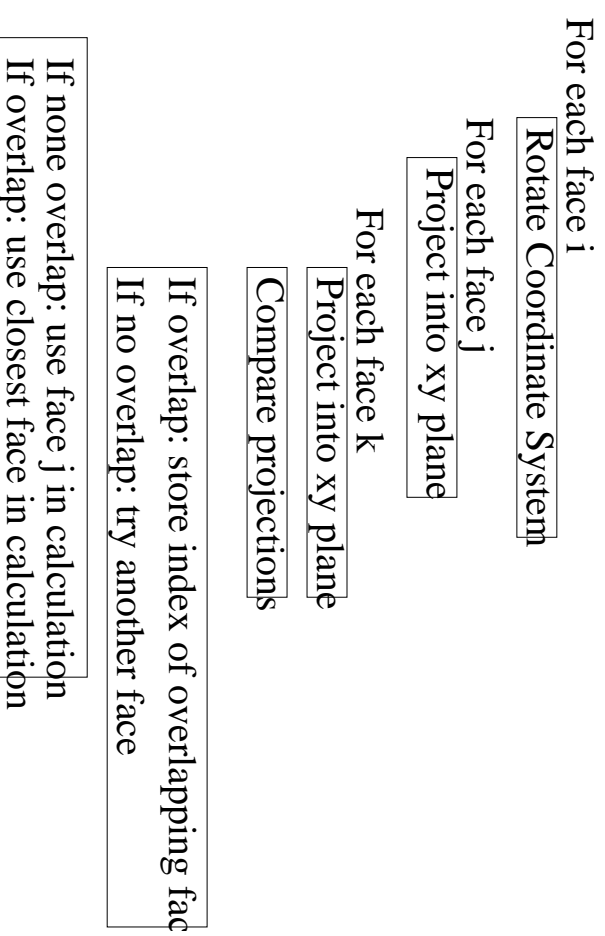 For each face i
Rotate Coordinate System
For each face j
Project into xy plane
For each face k
Project into xy plane
Compare projections
If overlap: store index of overlapping fac
If no overlap: try another face
If none overlap: use face j in calculation
If overlap: use closest face in calculation